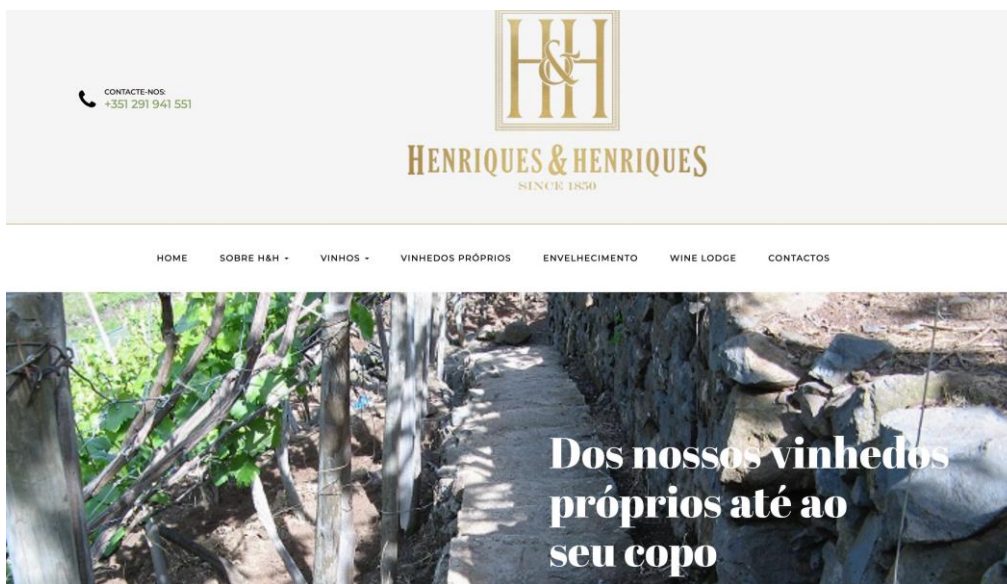 CONTACTE-NOS:
+351 291 941 551
H&H
HENRIQUES & HENRIQUES
SINCE 1850
HOME SOBRE H&H VINHOS VINHEDOS PRÓPRIOS ENVELHECIMENTO WINE LODGE CONTACTOS
Dos nossos vinhedos
próprios até ao
seu copo